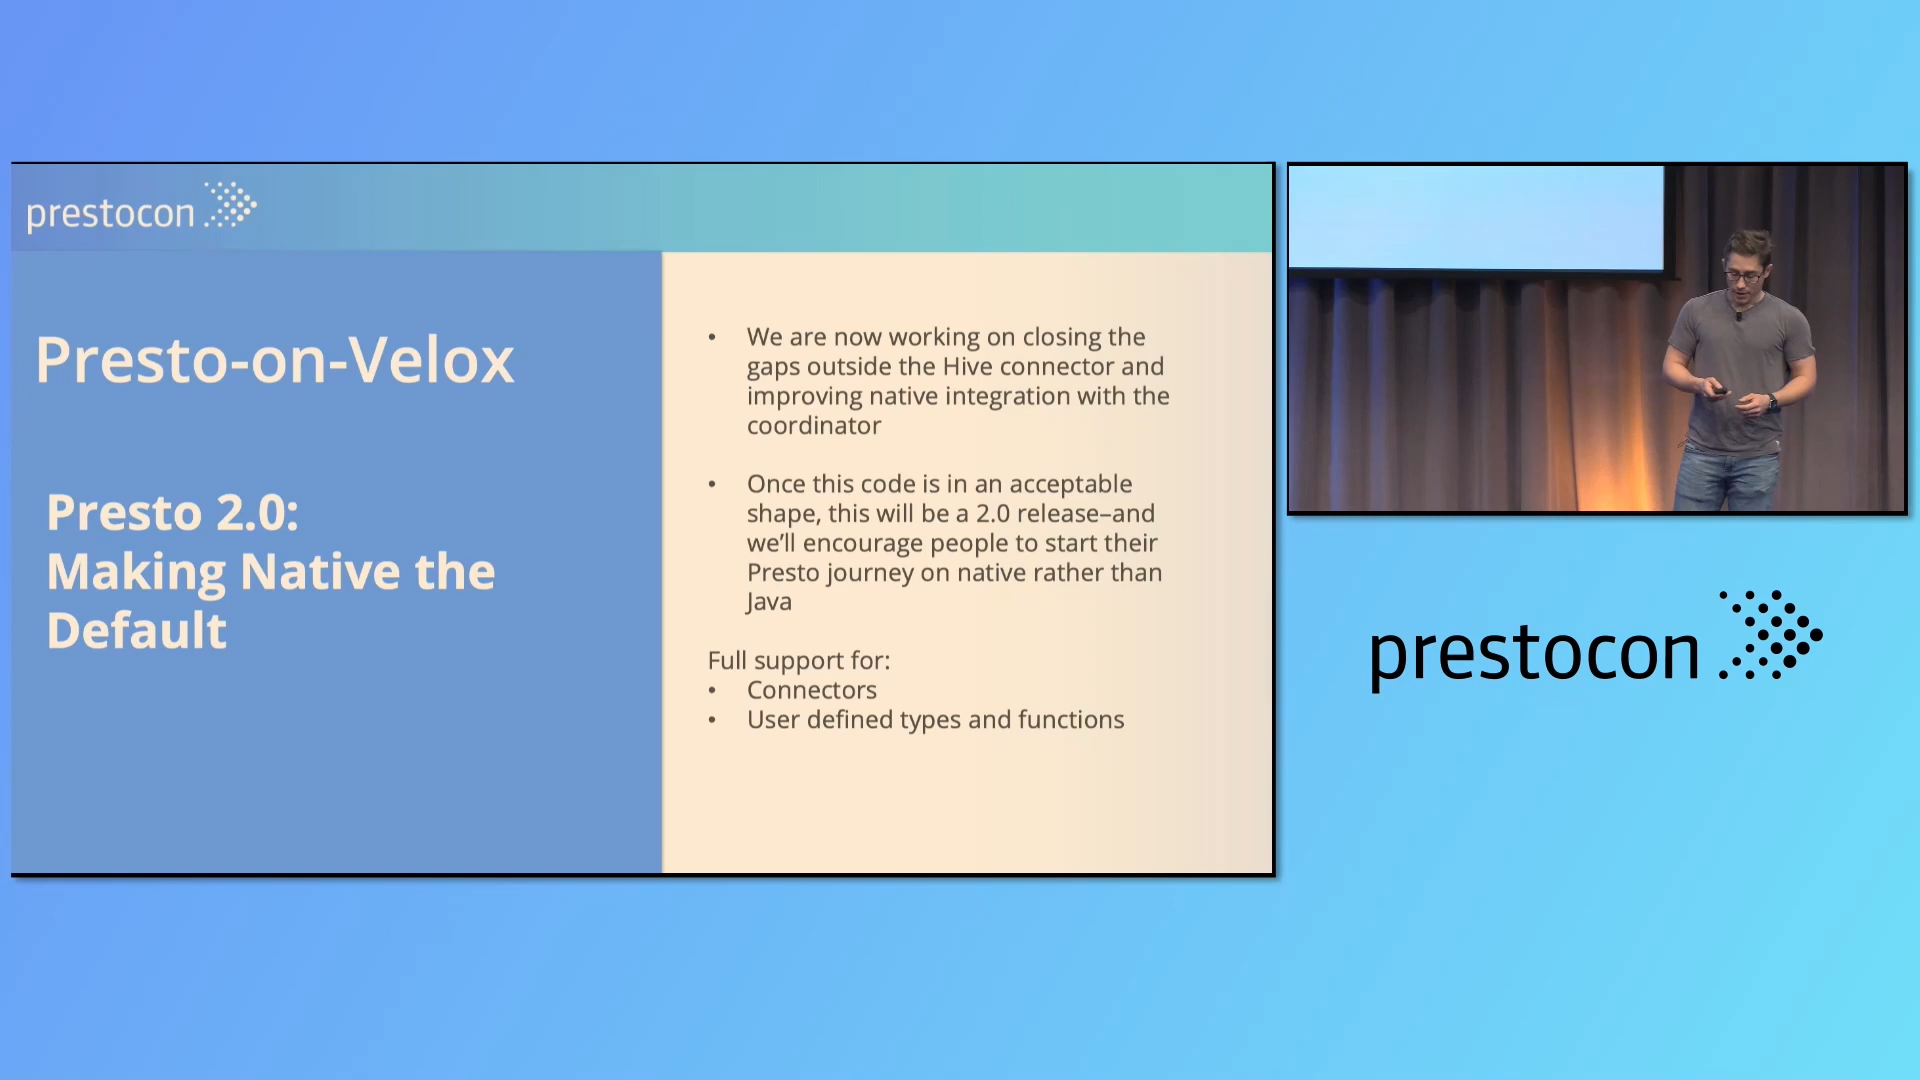 prestocon
Presto-on-Velox
Presto 2.0:
Making Native the
Default
• We are now working on closing the
gaps outside the Hive connector and
improving native integration with the
coordinator
• Once this code is in an acceptable
shape, this will be a 2.0 release–and
we’ll encourage people to start their
Presto journey on native rather than
Java
Full support for:
• Connectors
• User defined types and functions
prestocon